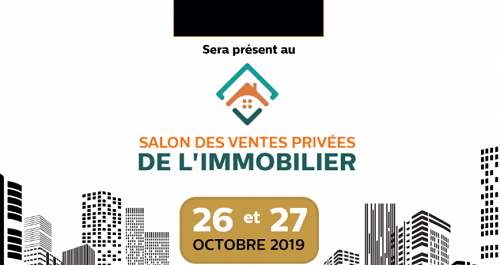 Sera présent au
SALON DES VENTES PRIVÉES
DE L'IMMOBILIER
26 et 27
OCTOBRE 2019